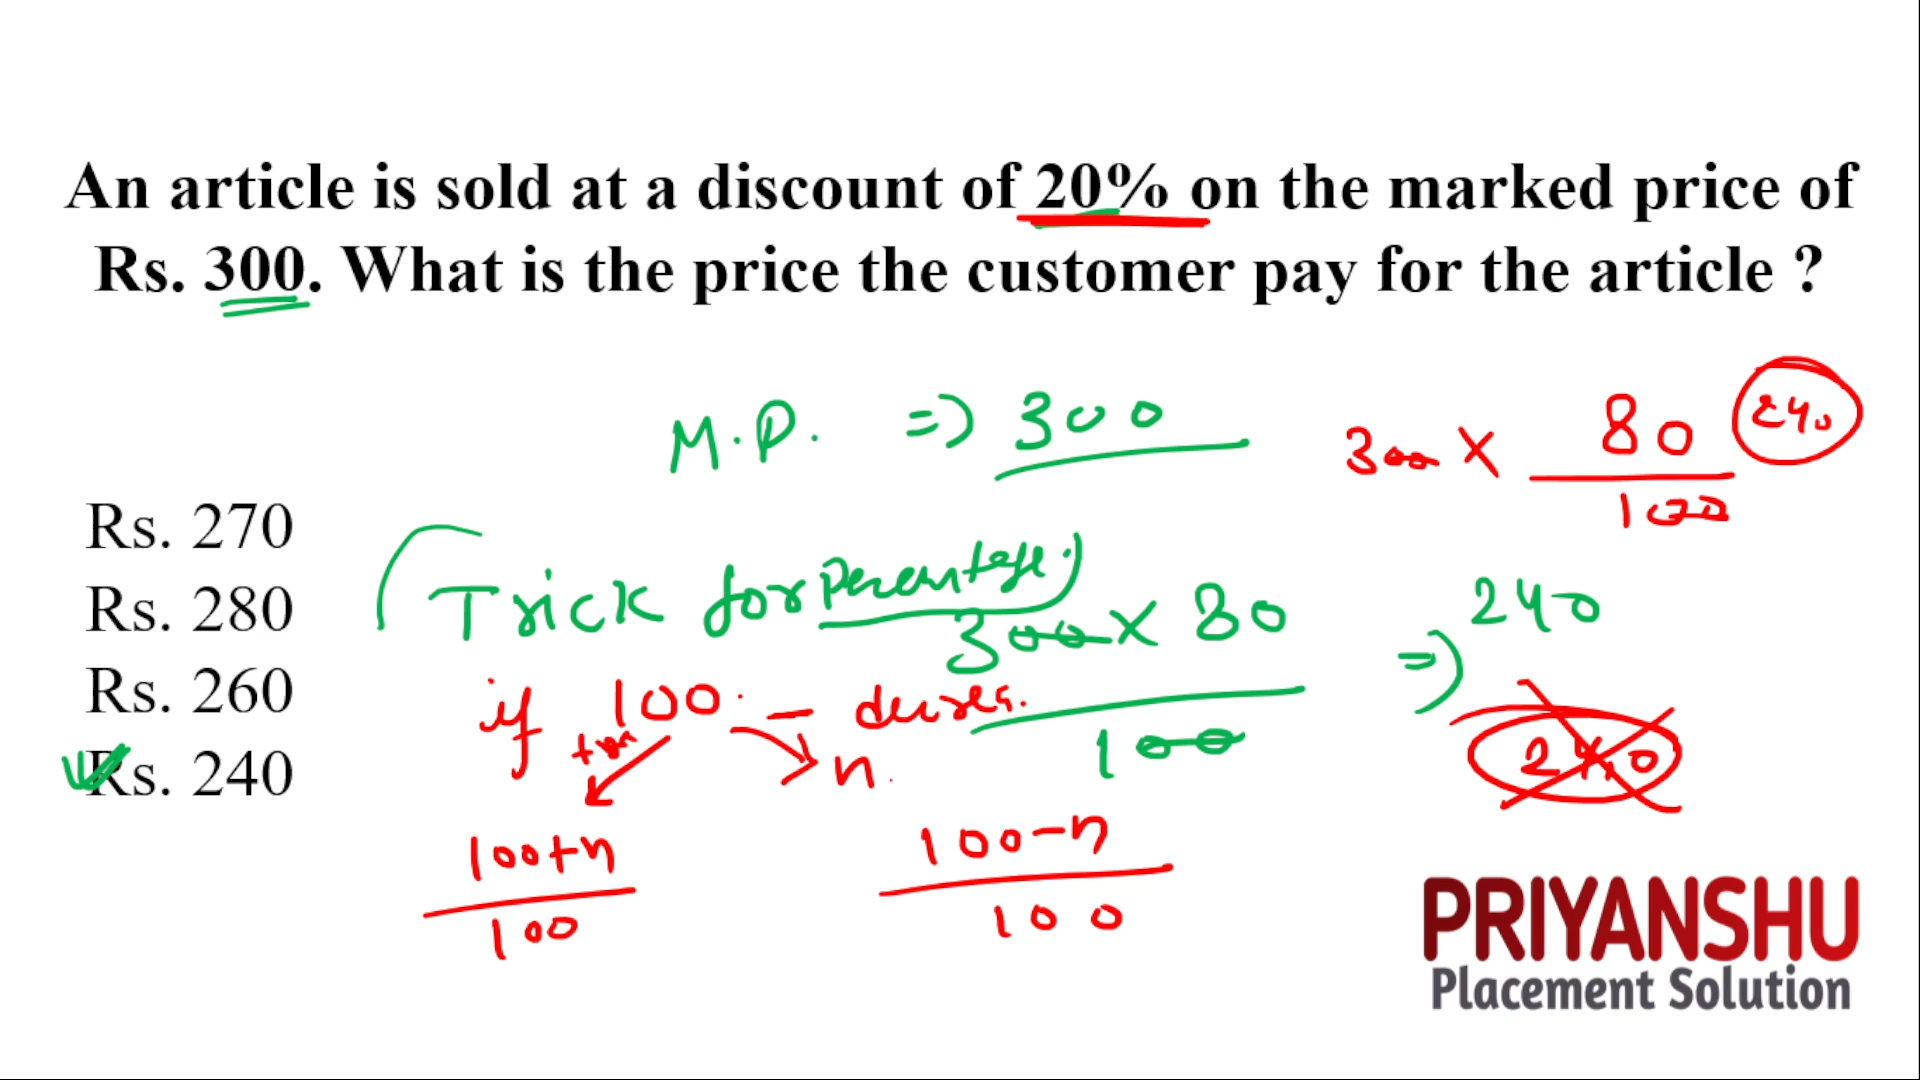 An article is sold at a discount of 20% on the marked price of
Rs. 300. What is the price the customer pay for the article ?
M.P. => 300
300 X 80
100
240
Rs. 270
Rs. 280
Rs. 260
Rs. 240
(Trick for Percentage.)
300 X 80
100
=> 240
240
if 100. - decres.
n.
100+n
100
100-n
100
PRIYANSHU
Placement Solution